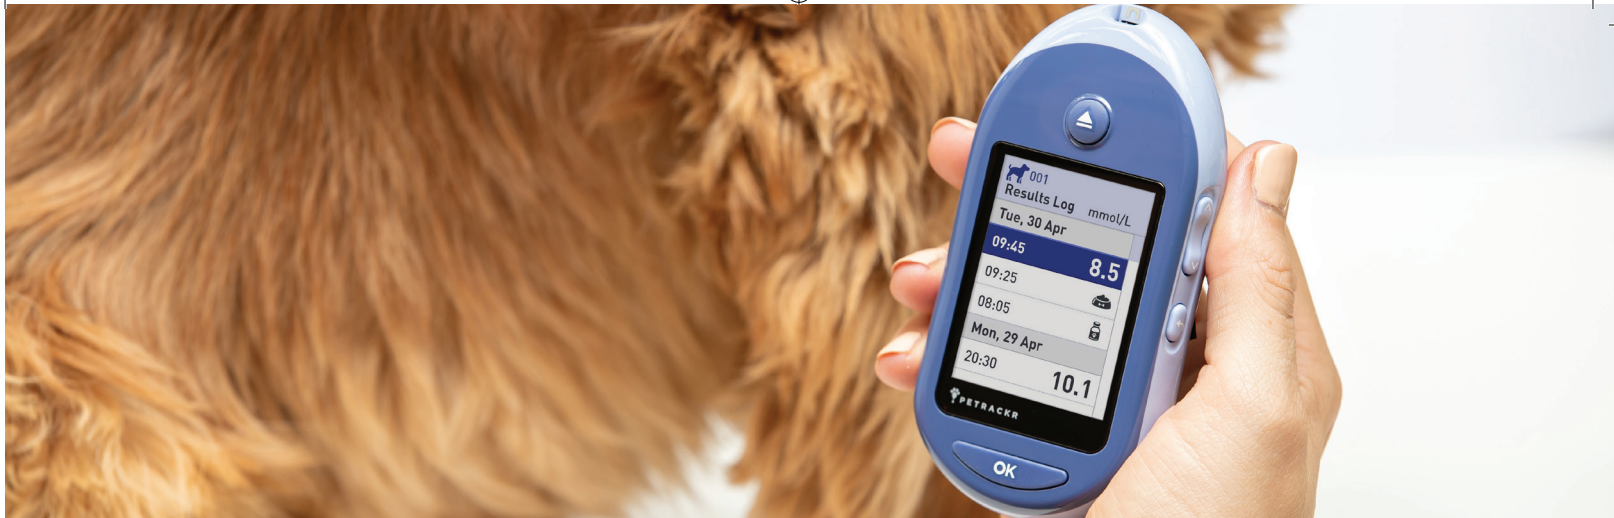 001
Results Log mmol/L
Tue, 30 Apr
09:45 8.5
09:25
08:05
Mon, 29 Apr
20:30 10.1
PETRACKR
OK